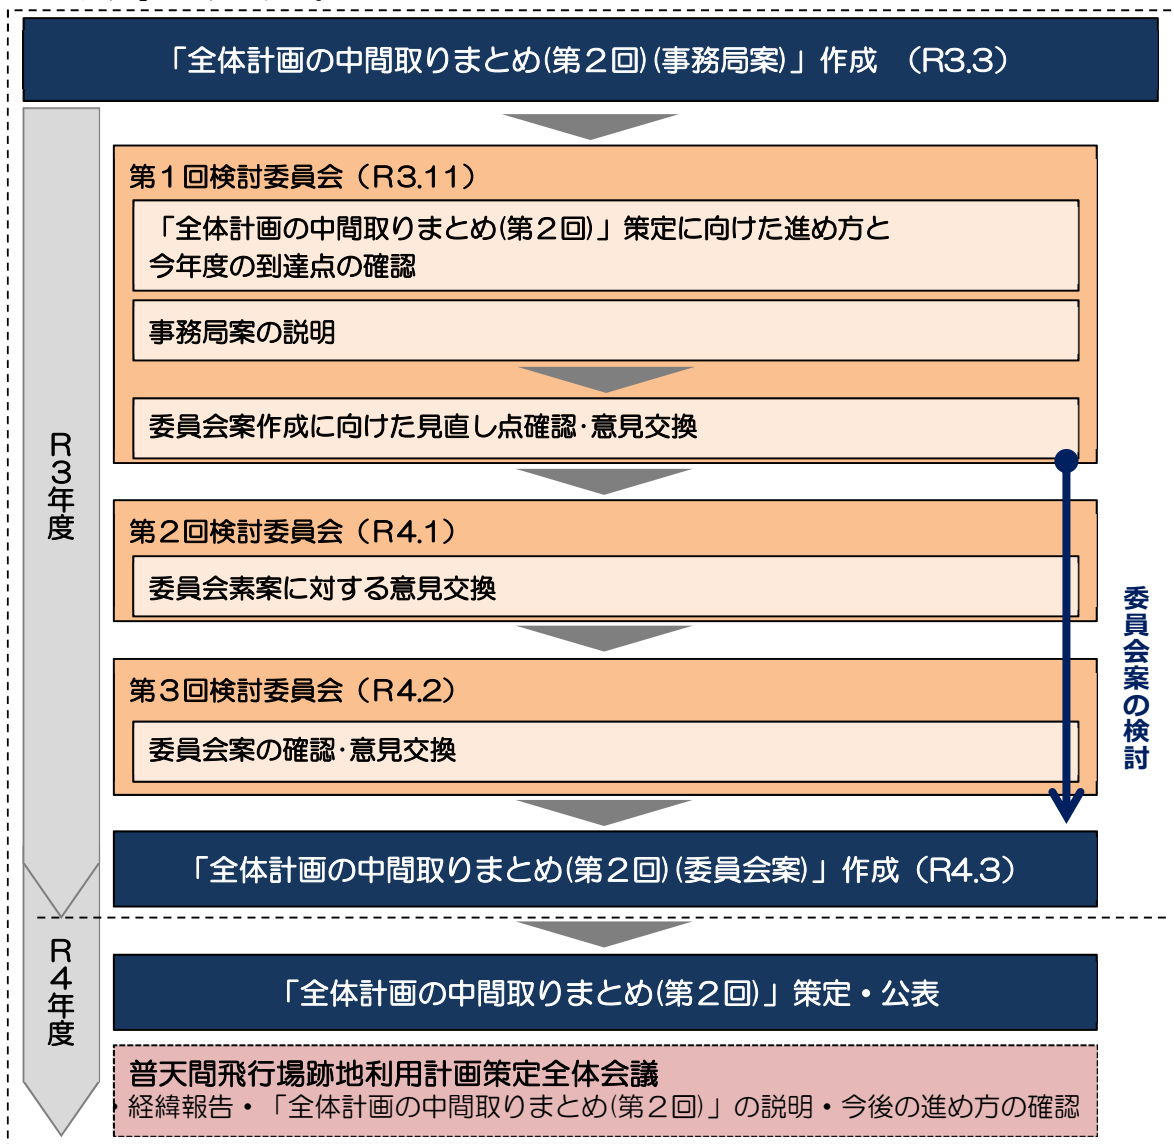 「全体計画の中間取りまとめ(第２回)(事務局案)」作成　（R3.3）
第１回検討委員会（R3.11）
「全体計画の中間取りまとめ(第２回)」策定に向けた進め方と
今年度の到達点の確認
事務局案の説明
委員会案作成に向けた見直し点確認･意見交換
R3年度
第２回検討委員会（R4.1）
委員会素案に対する意見交換
第３回検討委員会（R4.2）
委員会案の確認･意見交換
委員会案の検討
「全体計画の中間取りまとめ(第２回)(委員会案)」作成（R4.3）
R4年度
「全体計画の中間取りまとめ(第２回)」策定・公表
普天間飛行場跡地利用計画策定全体会議
・経緯報告・「全体計画の中間取りまとめ(第２回)」の説明・今後の進め方の確認